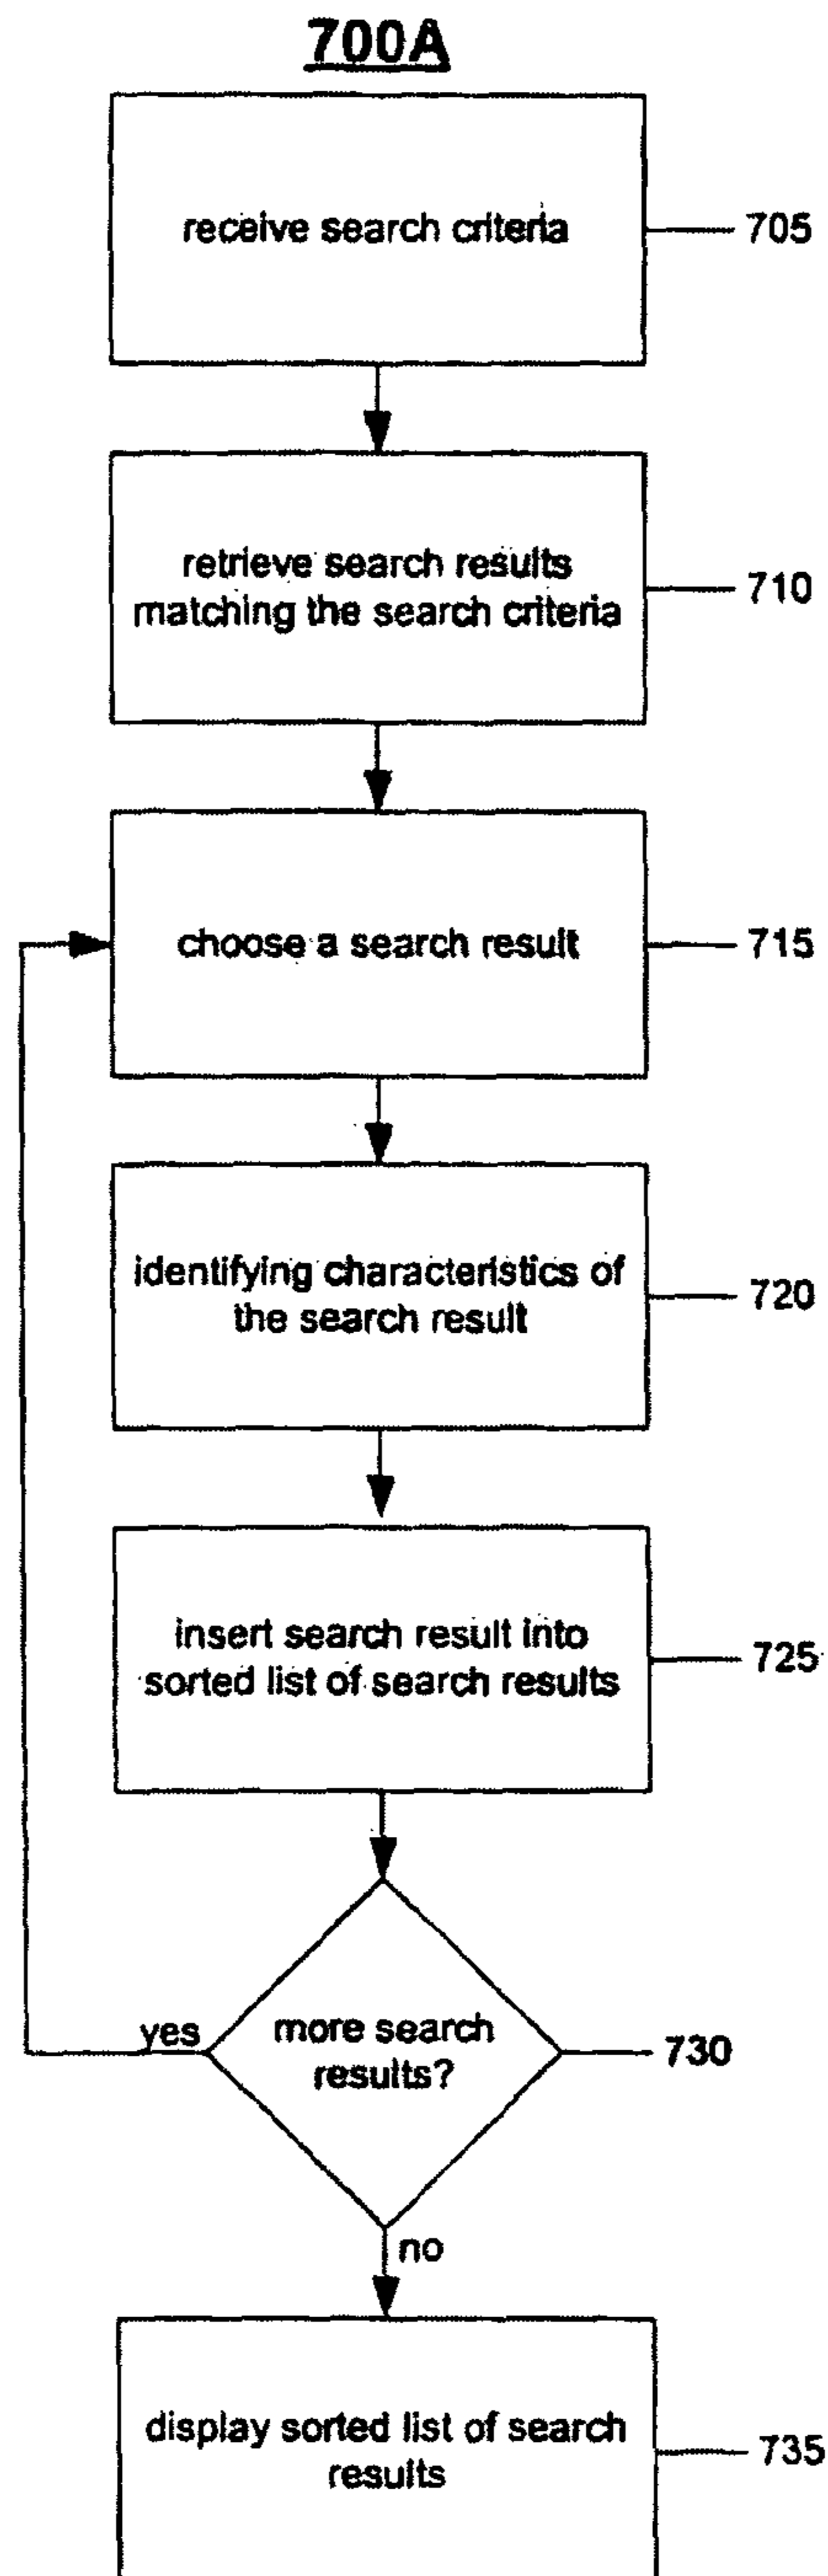 700A
receive search criteria
705
retrieve search results
matching the search criteria
710
choose a search result
715
identifying characteristics of
the search result
720
insert search result into
sorted list of search results
725
more search
results?
yes
730
no
display sorted list of search
results
735